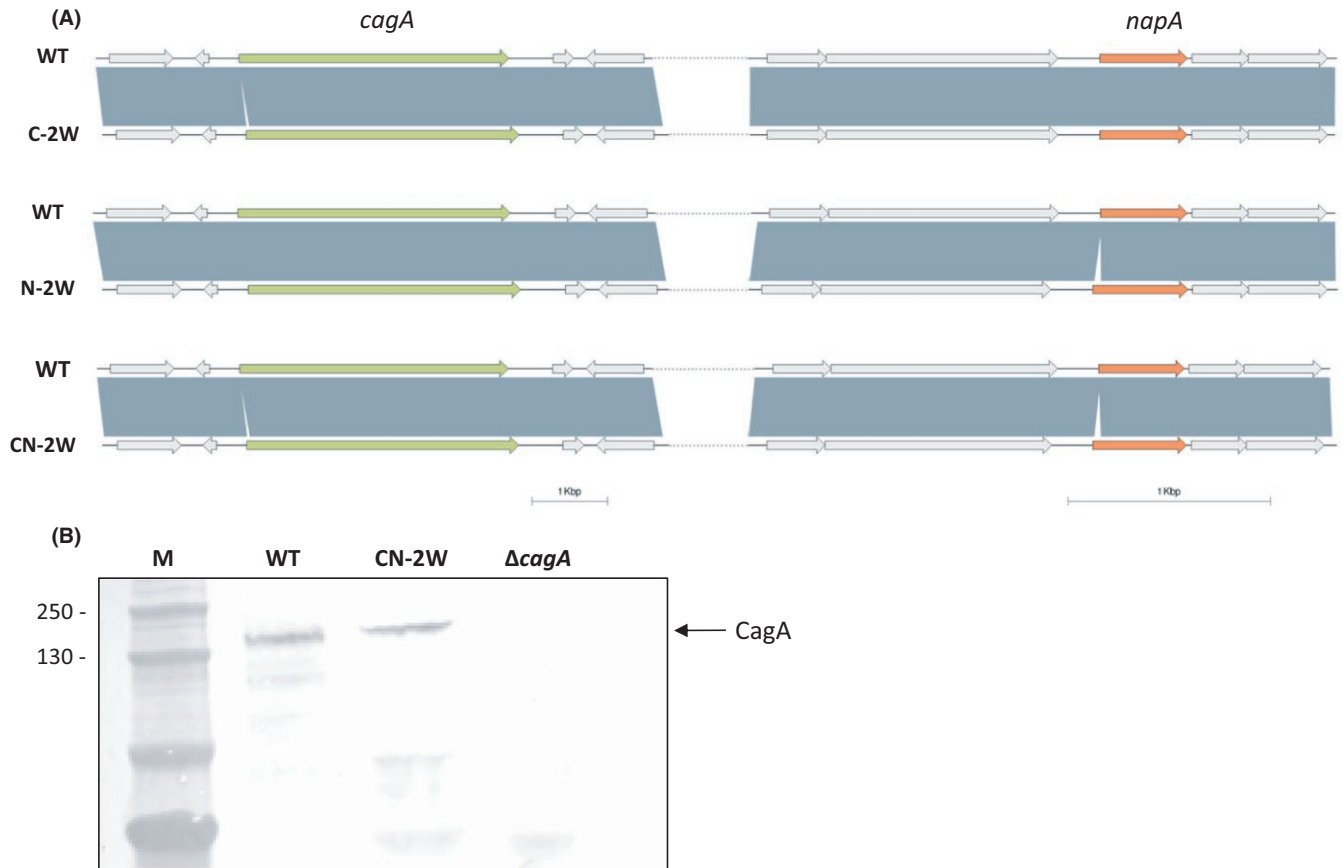 (A)
cagA napA
WT
C-2W
WT
N-2W
WT
CN-2W
1 Kbp 1 Kbp
(B)
M WT CN-2W ΔcagA
250 -
CagA
130 -